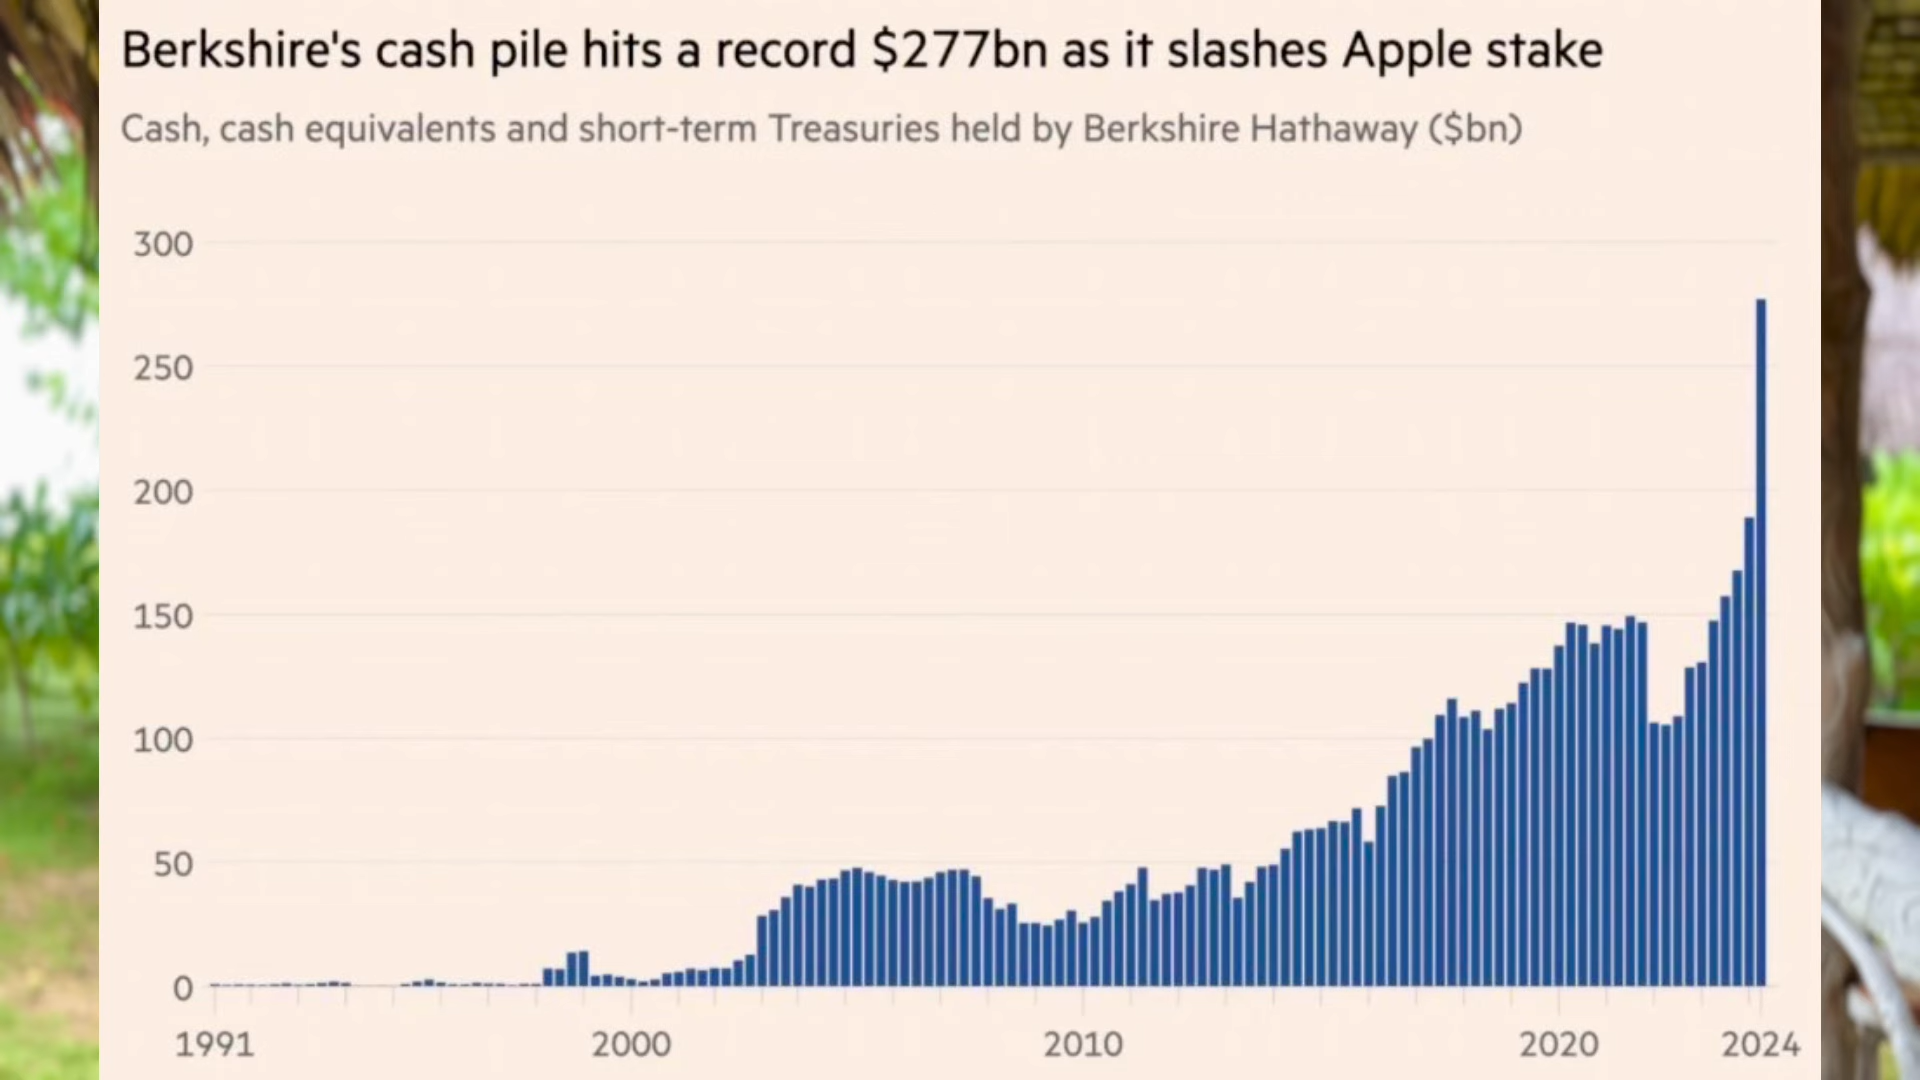 Berkshire's cash pile hits a record $277bn as it slashes Apple stake
Cash, cash equivalents and short-term Treasuries held by Berkshire Hathaway ($bn)
300
250
200
150
100
50
0
1991 2000 2010 2020 2024